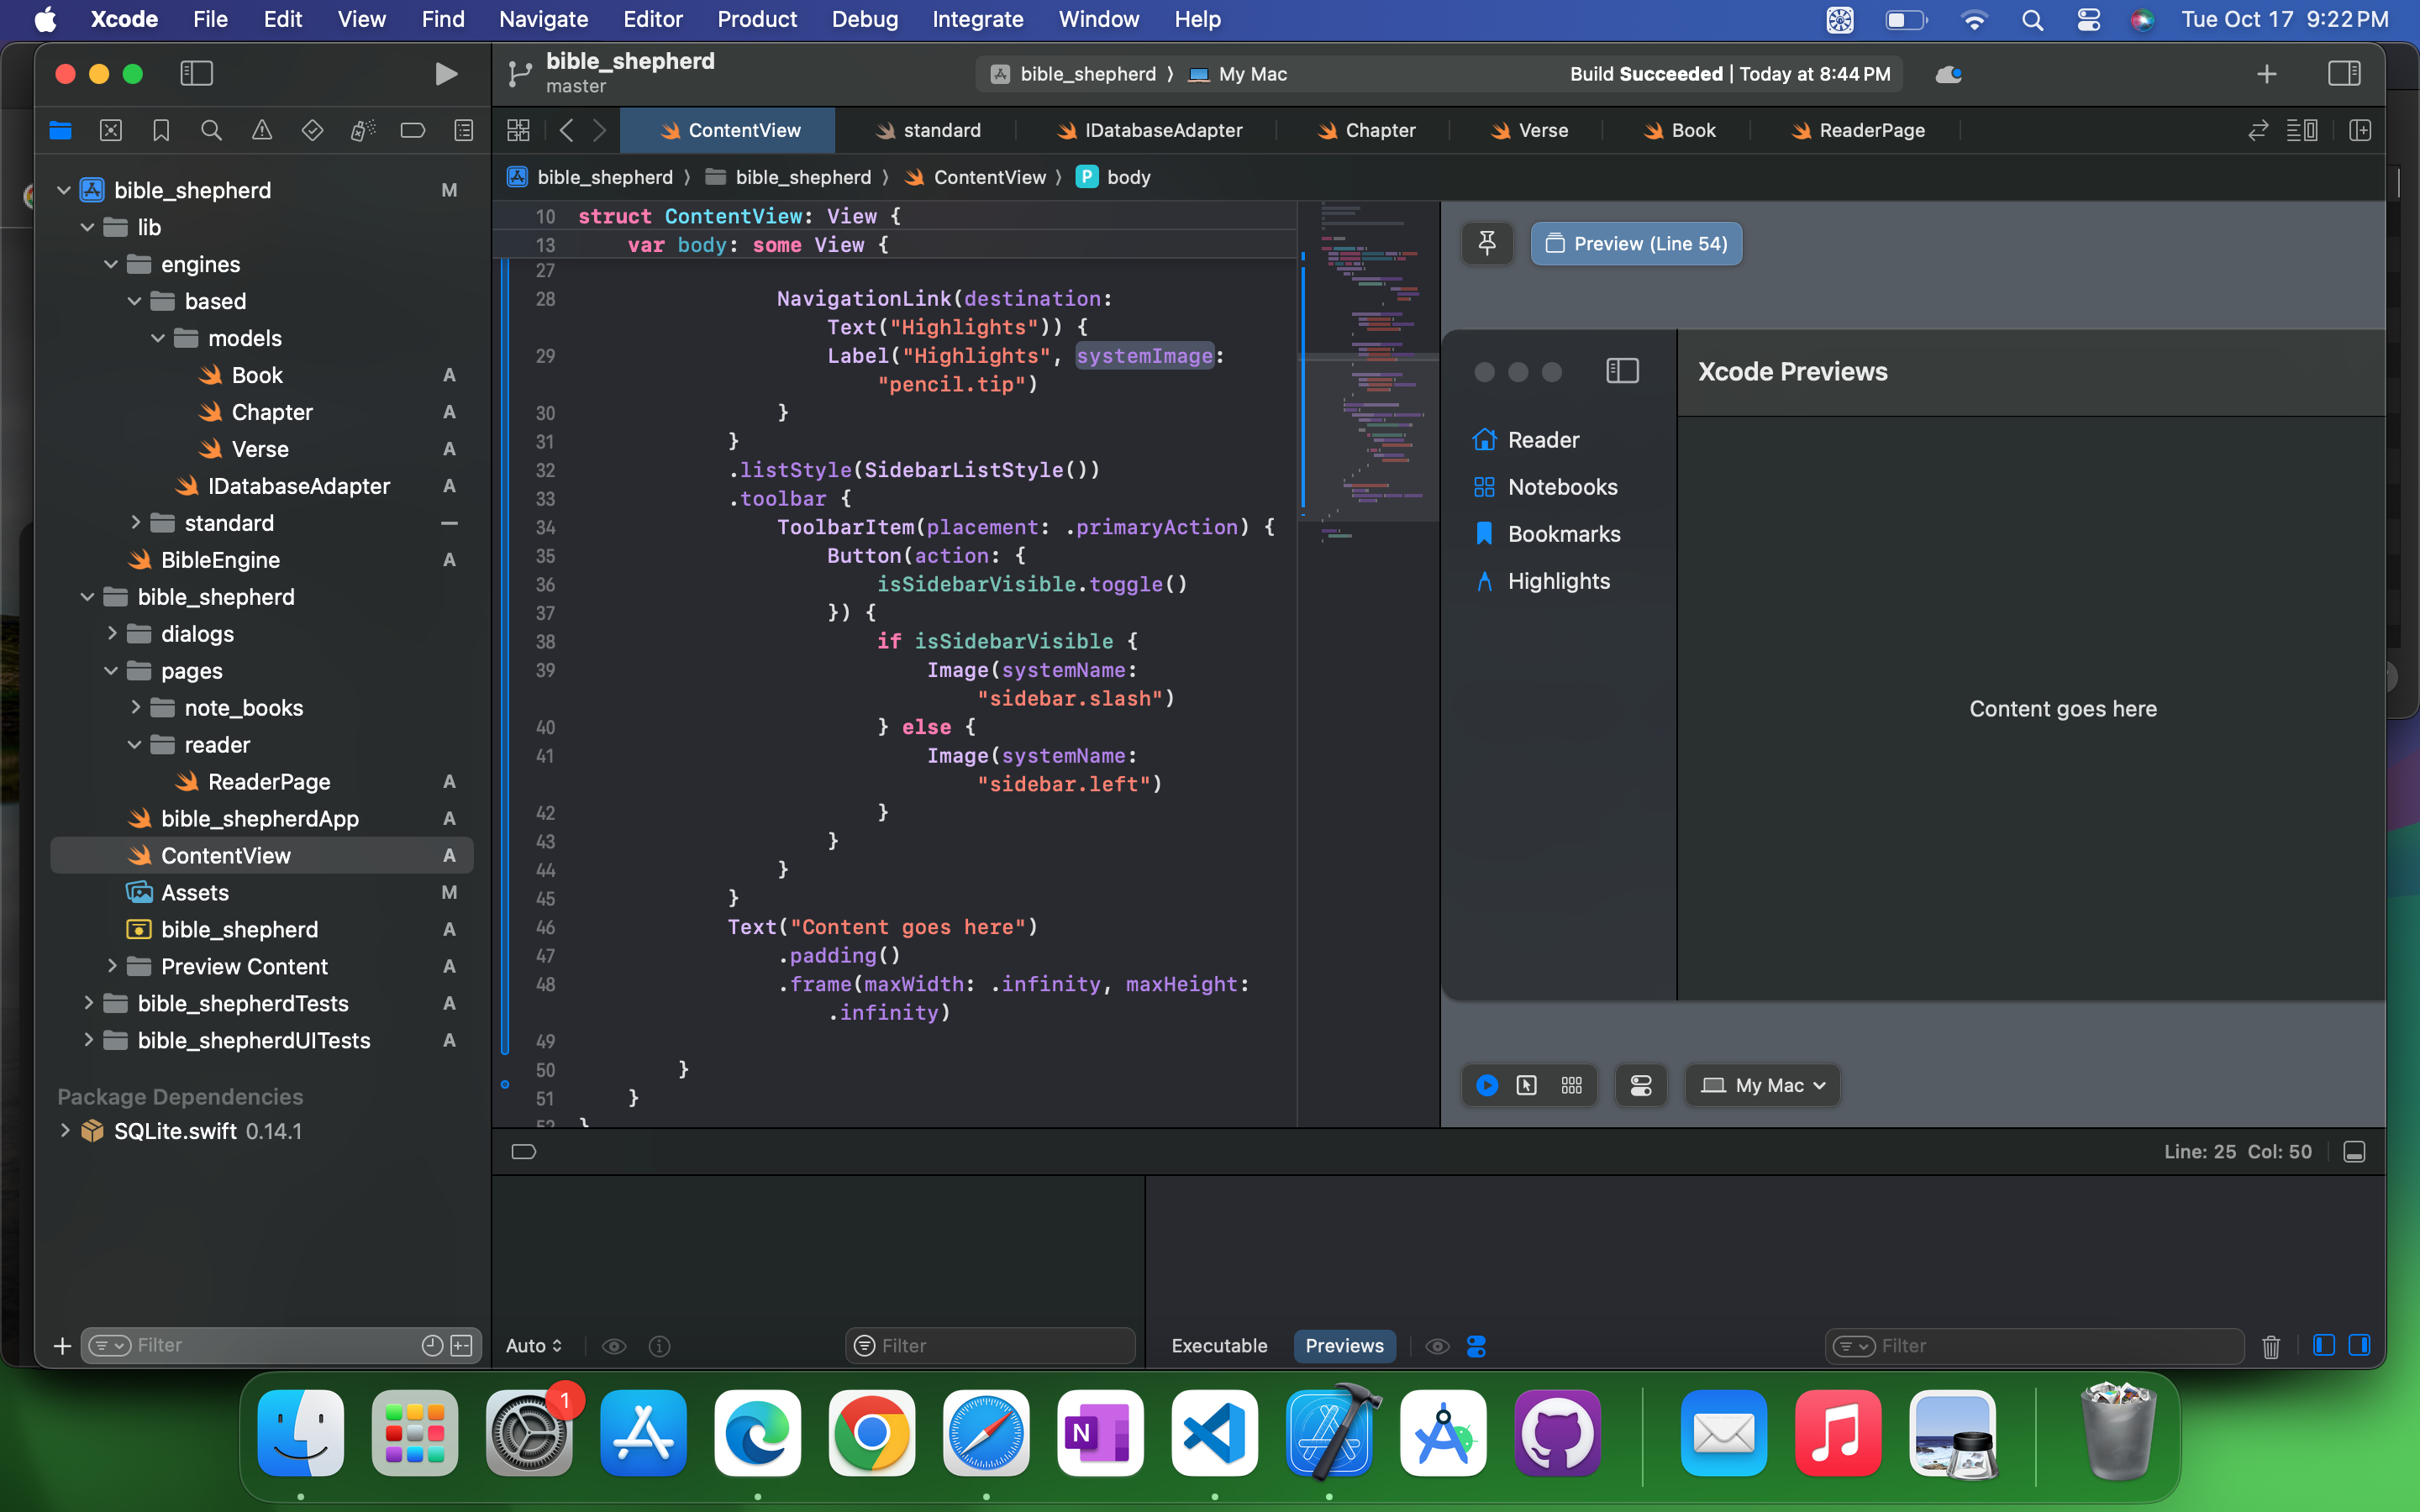 Xcode File Edit View Find Navigate Editor Product Debug Integrate Window Help Tue Oct 17 9:22 PM
bible_shepherd
master
bible_shepherd 〉 My Mac
Build Succeeded | Today at 8:44 PM
ContentView standard IDatabaseAdapter Chapter Verse Book ReaderPage
bible_shepherd 〉 bible_shepherd 〉 ContentView 〉 P body
bible_shepherd M
lib
engines
based
models
Book A
Chapter A
Verse A
IDatabaseAdapter A
standard —
BibleEngine A
bible_shepherd
dialogs
pages
note_books
reader
ReaderPage A
bible_shepherdApp A
ContentView A
Assets M
bible_shepherd A
Preview Content A
bible_shepherdTests A
bible_shepherdUITests A
Package Dependencies
SQLite.swift 0.14.1
Filter
10 struct ContentView: View {
13 var body: some View {
27
28 NavigationLink(destination:
Text("Highlights")) {
29 Label("Highlights", systemImage:
"pencil.tip")
30 }
31 }
32 .listStyle(SidebarListStyle())
33 .toolbar {
34 ToolbarItem(placement: .primaryAction) {
35 Button(action: {
36 isSidebarVisible.toggle()
37 }) {
38 if isSidebarVisible {
39 Image(systemName:
"sidebar.slash")
40 } else {
41 Image(systemName:
"sidebar.left")
42 }
43 }
44 }
45 }
46 Text("Content goes here")
47 .padding()
48 .frame(maxWidth: .infinity, maxHeight:
.infinity)
49
50 }
51 }
52 }
Preview (Line 54)
Xcode Previews
Reader
Notebooks
Bookmarks
Highlights
Content goes here
My Mac
Line: 25 Col: 50
Auto
Filter
Executable Previews
Filter
1
N